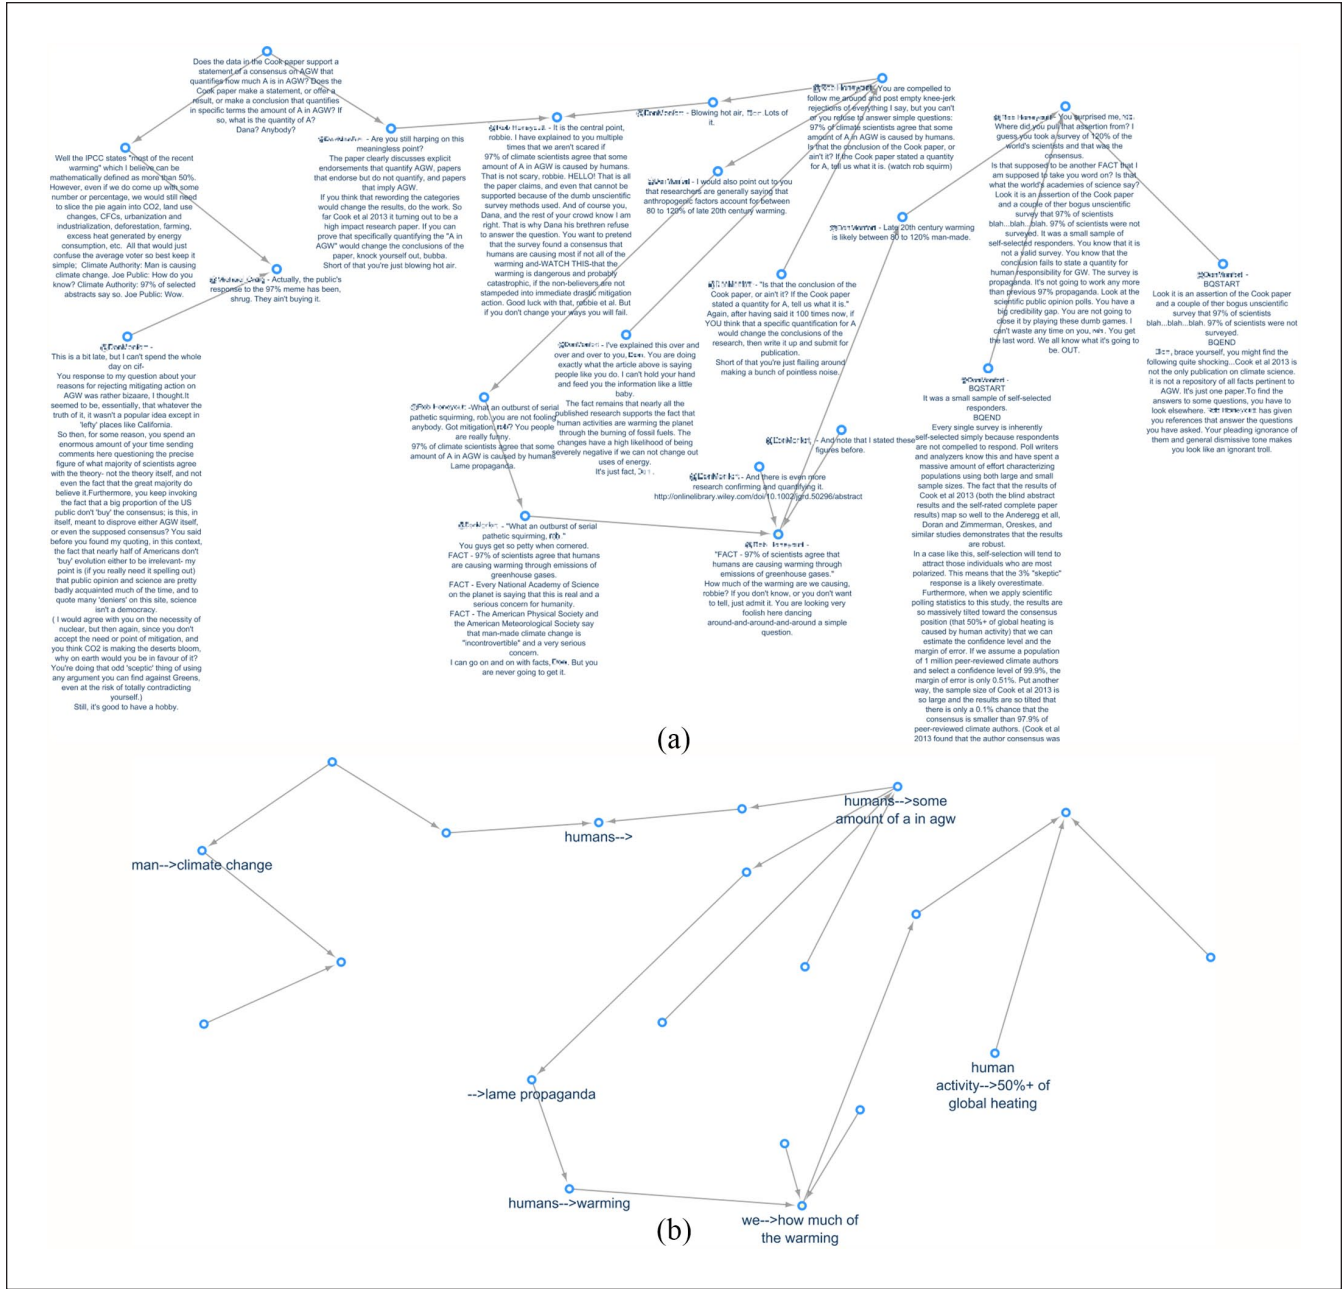 Does the data in the Cook paper support a
statement of a consensus on AGW that
quantifies how much A is in AGW? Does the
Cook paper make a statement, or offer a
result, or make a conclusion that quantifies
in specific terms the amount of A in AGW? If
so, what is the quantity of A?
Dana? Anybody?
Well the IPCC states "most of the recent
warming" which I believe can be
mathematically defined as more than 50%.
However, even if we do come up with some
number or percentage, we would still need
to slice the pie again into CO2, land use
changes, CFCs, urbanization and
industrialization, deforestation, farming,
excess heat generated by energy
consumption, etc. All that would just
confuse the average voter so best keep it
simple; Climate Authority: Man is causing
climate change. Joe Public: How do you
know? Climate Authority: 97% of selected
abstracts say so. Joe Public: Wow.
- Are you still harping on this
meaningless point?
The paper clearly discusses explicit
endorsements that quantify AGW, papers
that endorse but do not quantify, and papers
that imply AGW.
If you think that rewording the categories
would change the results, do the work. So
far Cook et al 2013 it turning out to be a
high impact research paper. If you can
prove that specifically quantifying the "A in
AGW" would change the conclusions of the
paper, knock yourself out, bubba.
Short of that you're just blowing hot air.
- Actually, the public's
response to the 97% meme has been,
shrug. They ain't buying it.
This is a bit late, but I can't spend the whole
day on cif-
You response to my question about your
reasons for rejecting mitigating action on
AGW was rather bizaare, I thought.It
seemed to be, essentially, that whatever the
truth of it, it wasn't a popular idea except in
'lefty' places like California.
So then, for some reason, you spend an
enormous amount of your time sending
comments here questioning the precise
figure of what majority of scientists agree
with the theory- not the theory itself, and not
even the fact that the great majority do
believe it.Furthermore, you keep invoking
the fact that a big proportion of the US
public don't 'buy' the consensus; is this, in
itself, meant to disprove either AGW itself,
or even the supposed consensus? You said
before you found my quoting, in this context,
the fact that nearly half of Americans don't
'buy' evolution either to be irrelevant- my
point is (if you really need it spelling out)
that public opinion and science are pretty
badly acquainted much of the time, and to
quote many 'deniers' on this site, science
isn't a democracy.
( I would agree with you on the necessity of
nuclear, but then again, since you don't
accept the need or point of mitigation, and
you think CO2 is making the deserts bloom,
why on earth would you be in favour of it?
You're doing that odd 'sceptic' thing of using
any argument you can find against Greens,
even at the risk of totally contradicting
yourself.)
Still, it's good to have a hobby.
- It is the central point,
robbie. I have explained to you multiple
times that we aren't scared if
97% of climate scientists agree that some
amount of A in AGW is caused by humans.
That is not scary, robbie. HELLO! That is all
the paper claims, and even that cannot be
supported because of the dumb unscientific
survey methods used. And of course you,
Dana, and the rest of your crowd know I am
right. That is why Dana his brethren refuse
to answer the question. You want to pretend
that the survey found a consensus that
humans are causing most if not all of the
warming and-WATCH THIS-that the
warming is dangerous and probably
catastrophic, if the non-believers are not
stampeded into immediate drastic mitigation
action. Good luck with that, robbie et al. But
if you don't change your ways you will fail.
- Blowing hot air, Lots of
it.
- I would also point out to you
that researchers are generally saying that
anthropogenic factors account for between
80 to 120% of late 20th century warming.
You are compelled to
follow me around and post empty knee-jerk
rejections of everything I say, but you can't
or you refuse to answer simple questions:
97% of climate scientists agree that some
amount of A in AGW is caused by humans.
Is that the conclusion of the Cook paper, or
ain't it? If the Cook paper stated a quantity
for A, tell us what it is. (watch rob squirm)
- Late 20th century warming
is likely between 80 to 120% man-made.
- "Is that the conclusion of the
Cook paper, or ain't it? If the Cook paper
stated a quantity for A, tell us what it is."
Again, after having said it 100 times now, if
YOU think that a specific quantification for A
would change the conclusions of the
research, then write it up and submit for
publication.
Short of that you're just flailing around
making a bunch of pointless noise.
- I've explained this over and
over and over to you, You are doing
exactly what the article above is saying
people like you do. I can't hold your hand
and feed you the information like a little
baby.
The fact remains that nearly all the
published research supports the fact that
human activities are warming the planet
through the burning of fossil fuels. The
changes have a high likelihood of being
severely negative if we can not change out
uses of energy.
It's just fact,
-What an outburst of serial
pathetic squirming, rob. you are not fooling
anybody. Got mitigation, You people
are really funny.
97% of climate scientists agree that some
amount of A in AGW is caused by humans
Lame propaganda.
- And note that I stated these
figures before.
- And there is even more
research confirming and quantifying it.
http://onlinelibrary.wiley.com/doi/10.1002/jgrd.50296/abstract
- "What an outburst of serial
pathetic squirming,
You guys get so petty when cornered.
FACT - 97% of scientists agree that humans
are causing warming through emissions of
greenhouse gases.
FACT - Every National Academy of Science
on the planet is saying that this is real and a
serious concern for humanity.
FACT - The American Physical Society and
the American Meteorological Society say
that man-made climate change is
"incontrovertible" and a very serious
concern.
I can go on and on with facts, But you
are never going to get it.
"FACT - 97% of scientists agree that
humans are causing warming through
emissions of greenhouse gases."
How much of the warming are we causing,
robbie? If you don't know, or you don't want
to tell, just admit it. You are looking very
foolish here dancing
around-and-around-and-around a simple
question.
- You surprised me,
Where did you pull that assertion from? I
guess you took a survey of 120% of the
world's scientists and that was the
consensus.
Is that supposed to be another FACT that I
am supposed to take you word on? Is that
what the world's academies of science say?
Look it is an assertion of the Cook paper
and a couple of ther bogus unscientific
survey that 97% of scientists
blah...blah...blah. 97% of scientists were not
surveyed. It was a small sample of
self-selected responders. You know that it is
not a valid survey. You know that the
conclusion fails to state a quantity for
human responsibility for GW. The survey is
propaganda. It's not going to work any more
than previous 97% propaganda. Look at the
scientific public opinion polls. You have a
big credibility gap. You are not going to
close it by playing these dumb games. I
can't waste any time on you, You get
the last word. We all know what it's going to
be. OUT.
BQSTART
Look it is an assertion of the Cook paper
and a couple of ther bogus unscientific
survey that 97% of scientists
blah...blah...blah. 97% of scientists were not
surveyed.
BQEND
brace yourself, you might find the
following quite shocking...Cook et al 2013 is
not the only publication on climate science.
it is not a repository of all facts pertinent to
AGW. It's just one paper.To find the
answers to some questions, you have to
look elsewhere. has given
you references that answer the questions
you have asked. Your pleading ignorance of
them and general dismissive tone makes
you look like an ignorant troll.
BQSTART
It was a small sample of self-selected
responders.
BQEND
Every single survey is inherently
self-selected simply because respondents
are not compelled to respond. Poll writers
and analyzers know this and have spent a
massive amount of effort characterizing
populations using both large and small
sample sizes. The fact that the results of
Cook et al 2013 (both the blind abstract
results and the self-rated complete paper
results) map so well to the Anderegg et all,
Doran and Zimmerman, Oreskes, and
similar studies demonstrates that the results
are robust.
In a case like this, self-selection will tend to
attract those individuals who are most
polarized. This means that the 3% "skeptic"
response is a likely overestimate.
Furthermore, when we apply scientific
polling statistics to this study, the results are
so massively tilted toward the consensus
position (that 50%+ of global heating is
caused by human activity) that we can
estimate the confidence level and the
margin of error. If we assume a population
of 1 million peer-reviewed climate authors
and select a confidence level of 99.9%, the
margin of error is only 0.51%. Put another
way, the sample size of Cook et al 2013 is
so large and the results are so tilted that
there is only a 0.1% chance that the
consensus is smaller than 97.9% of
peer-reviewed climate authors. (Cook et al
2013 found that the author consensus was
(a)
man-->climate change
humans-->
humans-->some
amount of a in agw
-->lame propaganda
humans-->warming
we-->how much of
the warming
human
activity-->50%+ of
global heating
(b)